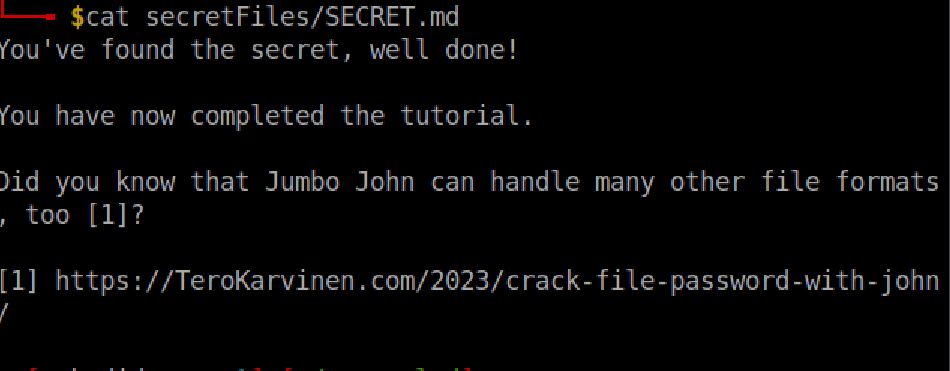 $cat secretFiles/SECRET.md
You've found the secret, well done!
You have now completed the tutorial.
Did you know that Jumbo John can handle many other file formats
, too [1]?
[1] https://TeroKarvinen.com/2023/crack-file-password-with-john
/